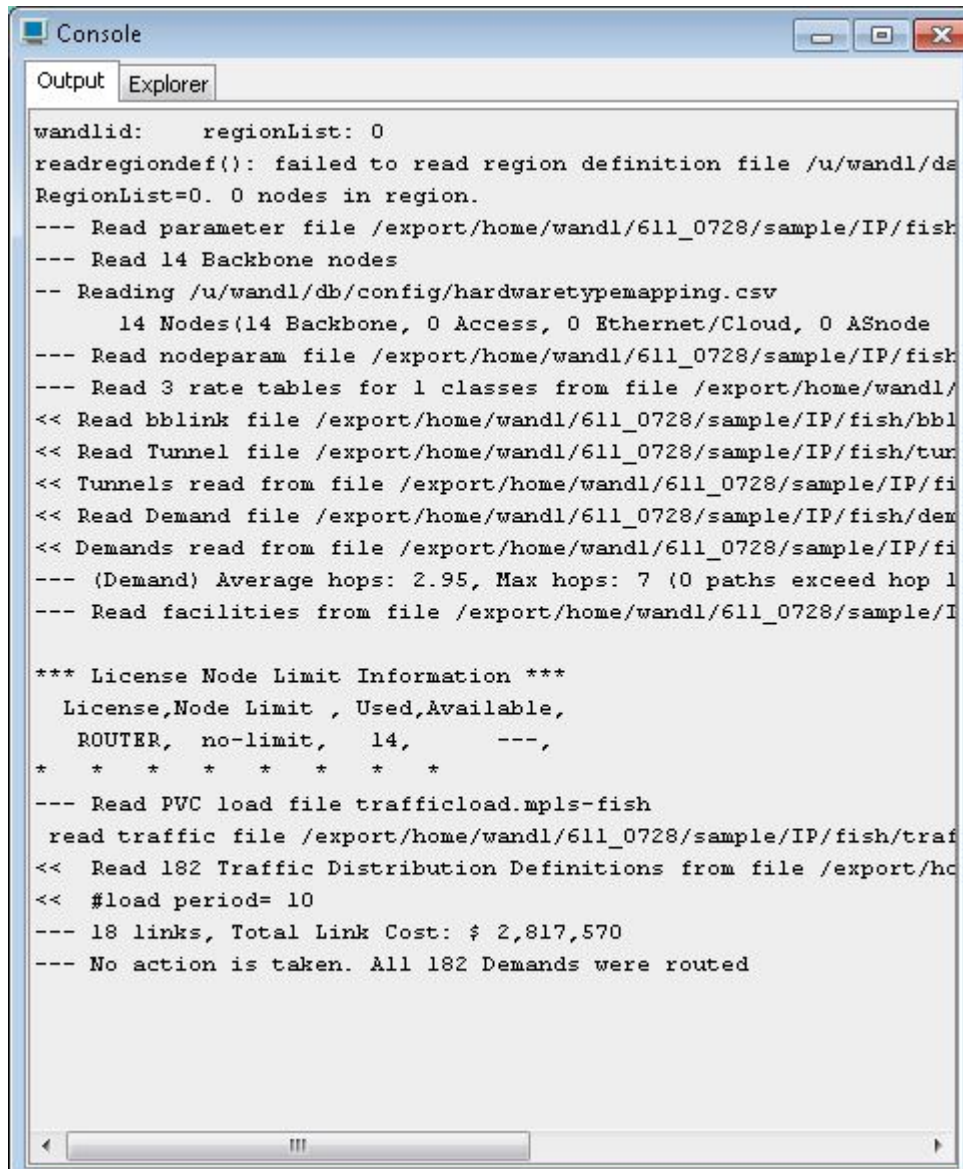 Console
Output Explorer
wandlid: regionList: 0
readregiondef(): failed to read region definition file /u/wandl/da
RegionList=0. 0 nodes in region.
--- Read parameter file /export/home/wandl/611_0728/sample/IP/fish
--- Read 14 Backbone nodes
-- Reading /u/wandl/db/config/hardwaretypemapping.csv
14 Nodes(14 Backbone, 0 Access, 0 Ethernet/Cloud, 0 ASnode
--- Read nodeparam file /export/home/wandl/611_0728/sample/IP/fish
--- Read 3 rate tables for 1 classes from file /export/home/wandl/
<< Read bblink file /export/home/wandl/611_0728/sample/IP/fish/bbl
<< Read Tunnel file /export/home/wandl/611_0728/sample/IP/fish/tun
<< Tunnels read from file /export/home/wandl/611_0728/sample/IP/fi
<< Read Demand file /export/home/wandl/611_0728/sample/IP/fish/dem
<< Demands read from file /export/home/wandl/611_0728/sample/IP/fi
--- (Demand) Average hops: 2.95, Max hops: 7 (0 paths exceed hop l
--- Read facilities from file /export/home/wandl/611_0728/sample/I
*** License Node Limit Information ***
License,Node Limit , Used,Available,
ROUTER, no-limit, 14, ---,
* * * * * * * *
--- Read PVC load file trafficload.mpls-fish
read traffic file /export/home/wandl/611_0728/sample/IP/fish/traf
<< Read 182 Traffic Distribution Definitions from file /export/ho
<< #load period= 10
--- 18 links, Total Link Cost: $ 2,817,570
--- No action is taken. All 182 Demands were routed